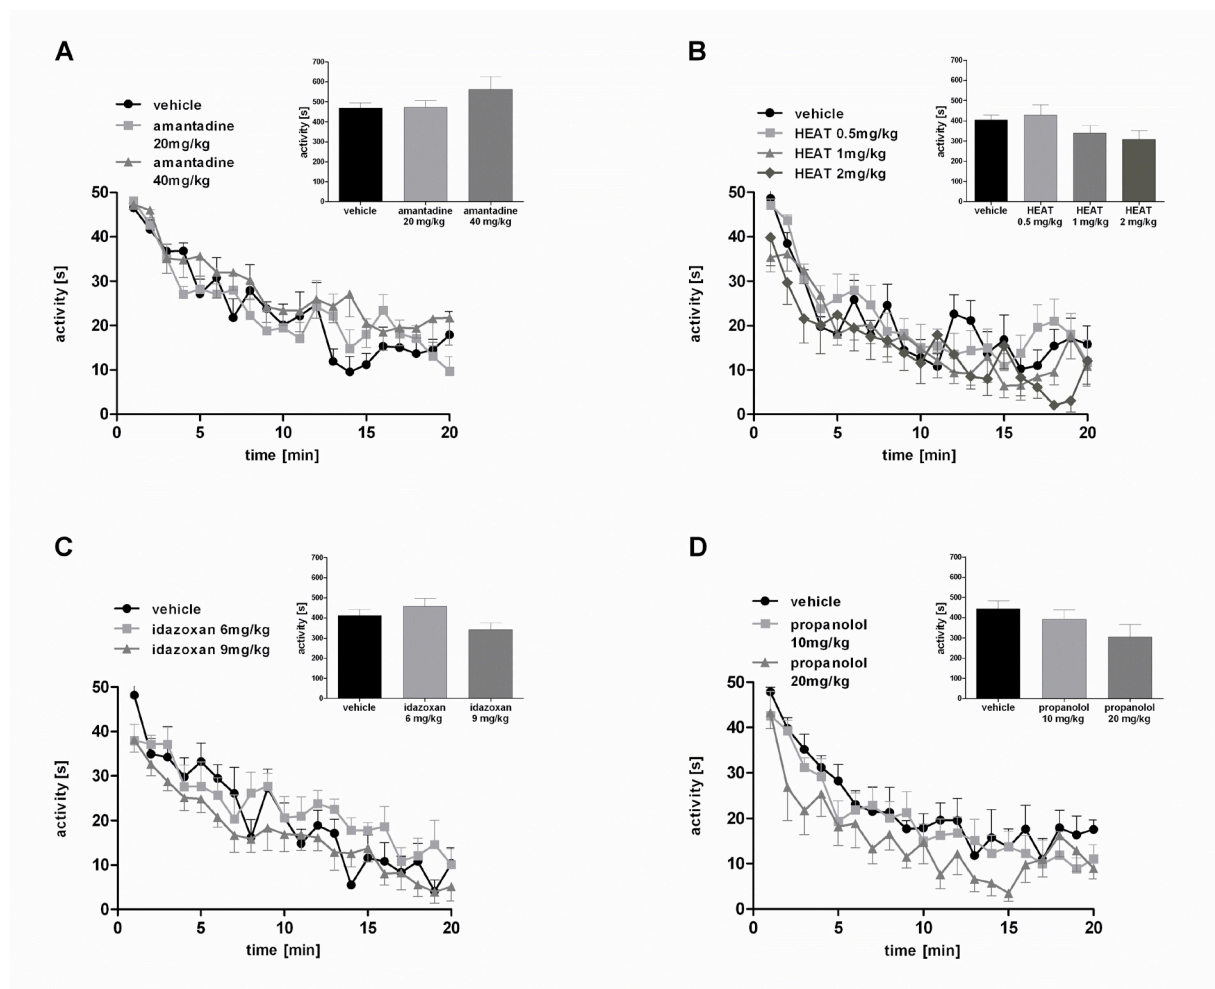 A
vehicle
amantadine
20mg/kg
amantadine
40mg/kg
activity [s]
700
600
500
400
300
200
100
0
vehicle
amantadine
20 mg/kg
amantadine
40 mg/kg
activity [s]
50
40
30
20
10
0
0 5 10 15 20
time [min]
B
vehicle
HEAT 0.5mg/kg
HEAT 1mg/kg
HEAT 2mg/kg
activity [s]
700
600
500
400
300
200
100
0
vehicle
HEAT
0.5 mg/kg
HEAT
1 mg/kg
HEAT
2 mg/kg
activity [s]
50
40
30
20
10
0
0 5 10 15 20
time [min]
C
vehicle
idazoxan 6mg/kg
idazoxan 9mg/kg
activity [s]
700
600
500
400
300
200
100
0
vehicle
idazoxan
6 mg/kg
idazoxan
9 mg/kg
activity [s]
50
40
30
20
10
0
0 5 10 15 20
time [min]
D
vehicle
propanolol
10mg/kg
propanolol
20mg/kg
activity [s]
700
600
500
400
300
200
100
0
vehicle
propanolol
10 mg/kg
propanolol
20 mg/kg
activity [s]
50
40
30
20
10
0
0 5 10 15 20
time [min]